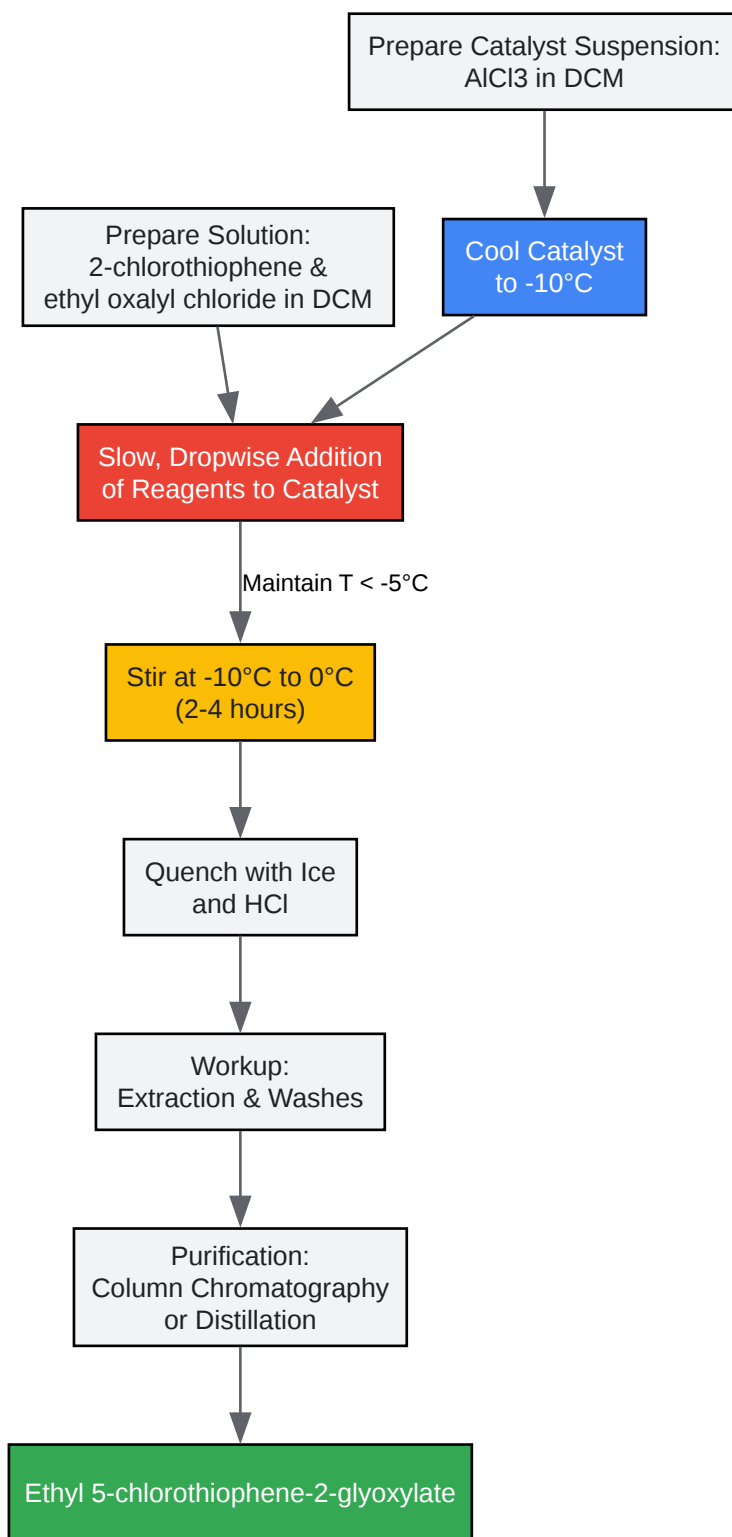 Prepare Catalyst Suspension:
AlCl3 in DCM
Prepare Solution:
2-chlorothiophene &
ethyl oxalyl chloride in DCM
Cool Catalyst
to -10°C
Slow, Dropwise Addition
of Reagents to Catalyst
Maintain T < -5°C
Stir at -10°C to 0°C
(2-4 hours)
Quench with Ice
and HCl
Workup:
Extraction & Washes
Purification:
Column Chromatography
or Distillation
Ethyl 5-chlorothiophene-2-glyoxylate